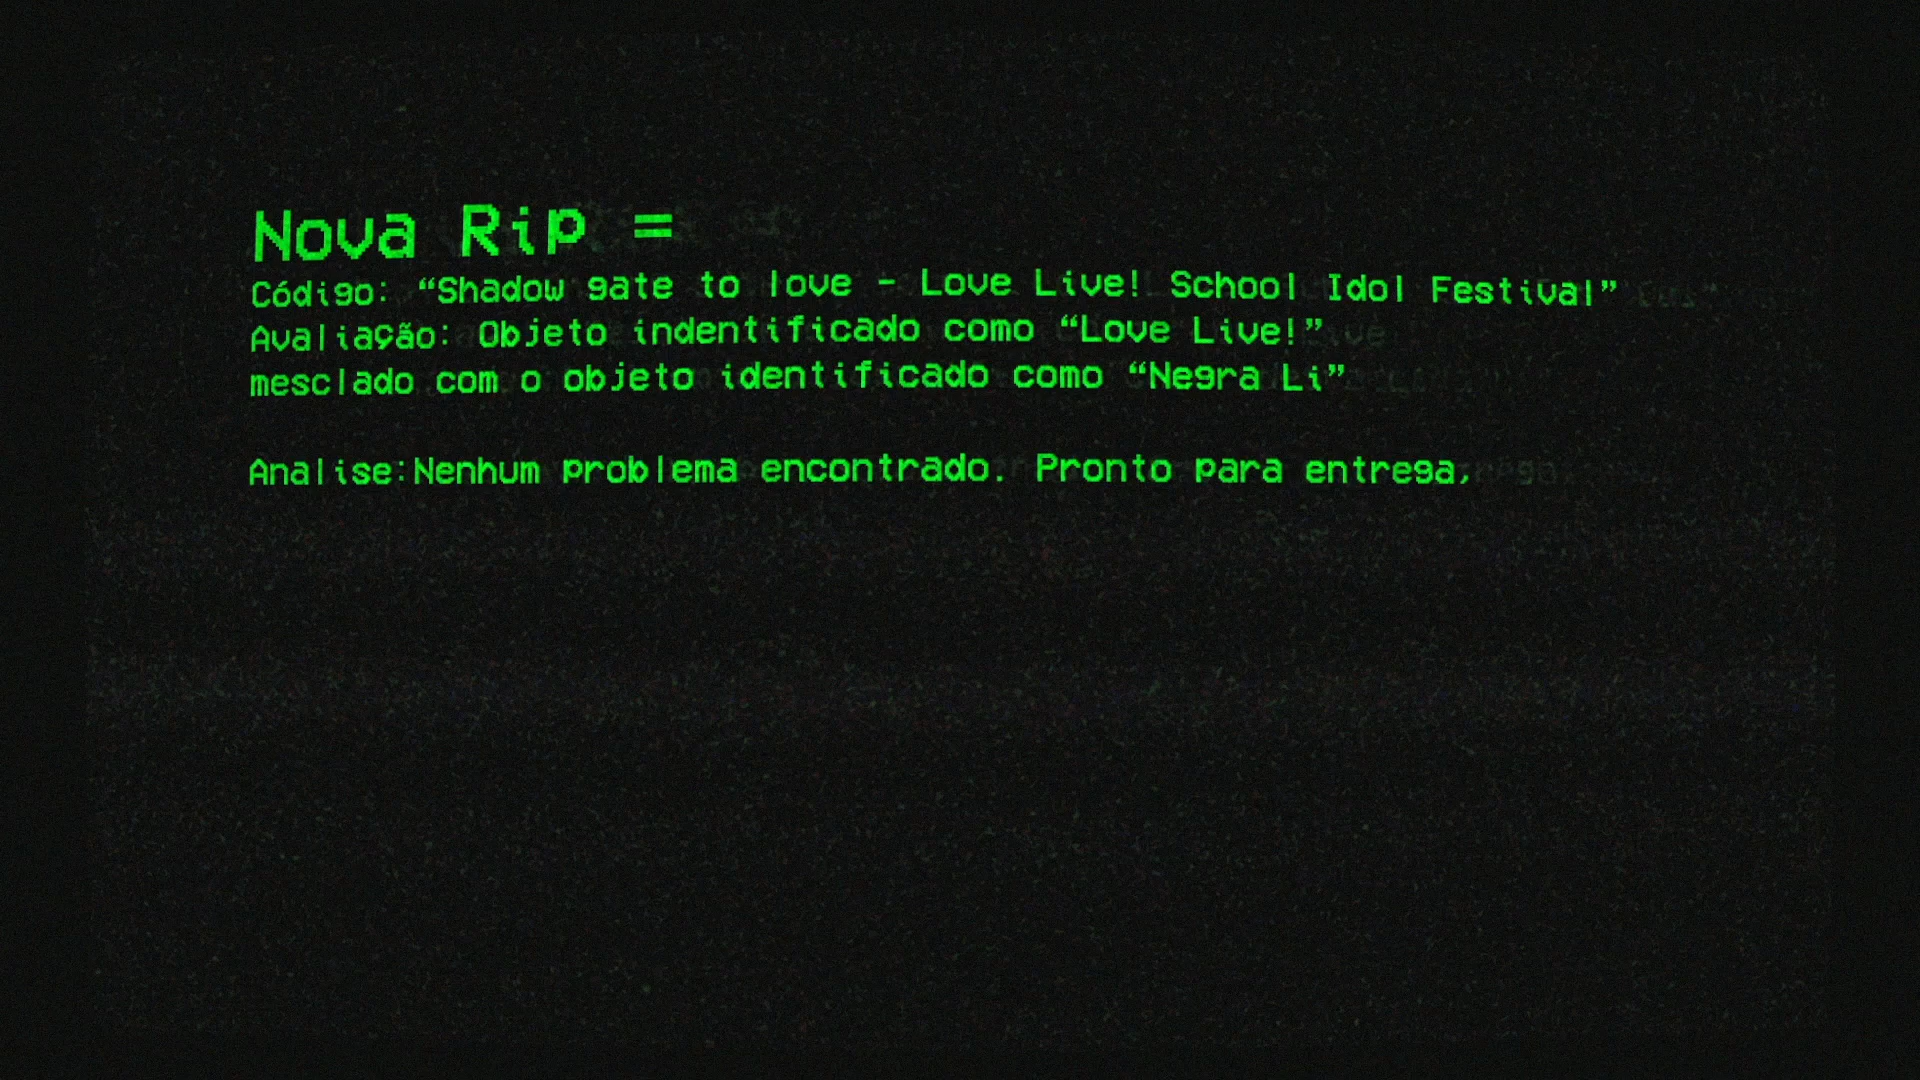 Nova Rip =
Código: “Shadow gate to love - Love Live! School Idol Festival”
Avaliação: Objeto indentificado como “Love Live!”
mesclado com o objeto identificado como “Negra Li”
Analise:Nenhum problema encontrado. Pronto para entrega,